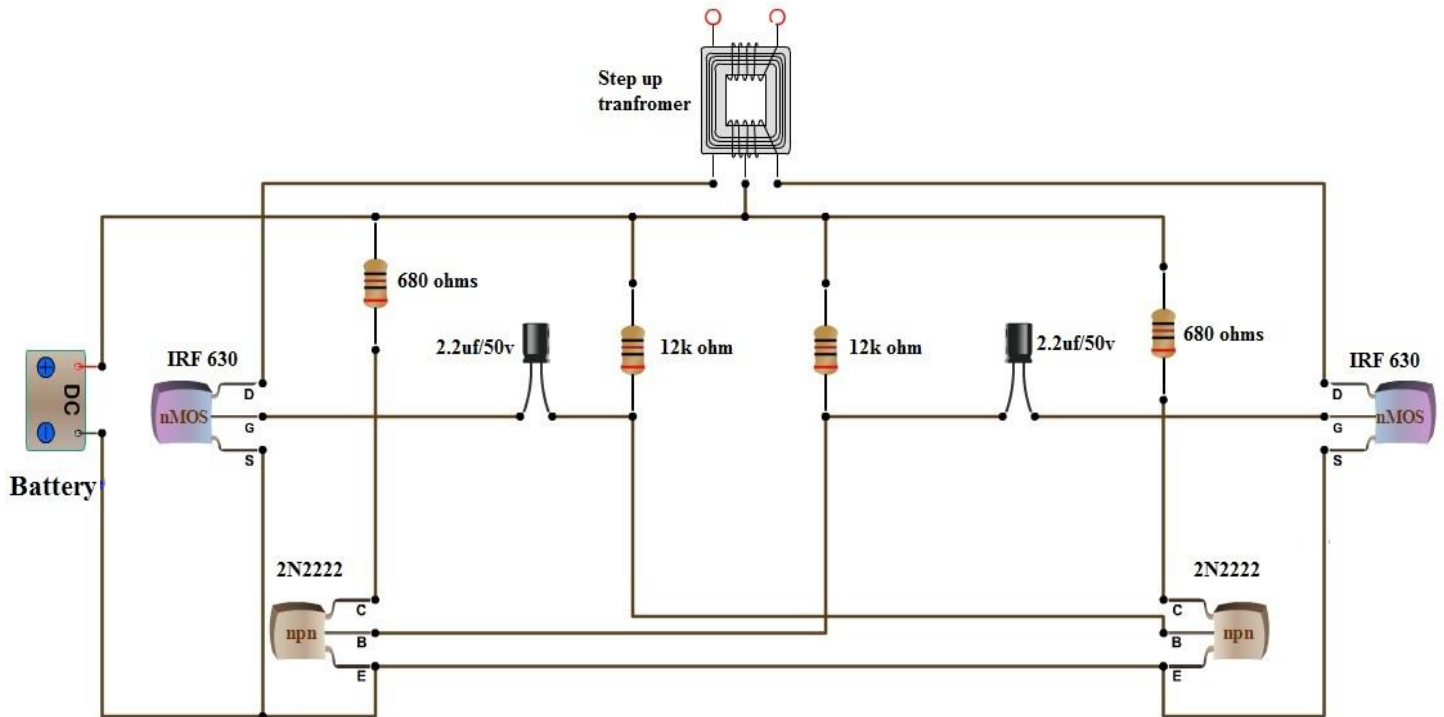 Step up
tranfromer
680 ohms
2.2uf/50v
12k ohm
12k ohm
2.2uf/50v
680 ohms
IRF 630
IRF 630
DC
nMOS
D
G
S
D
G
S
nMOS
Battery
2N2222
2N2222
npn
C
B
E
C
B
E
npn